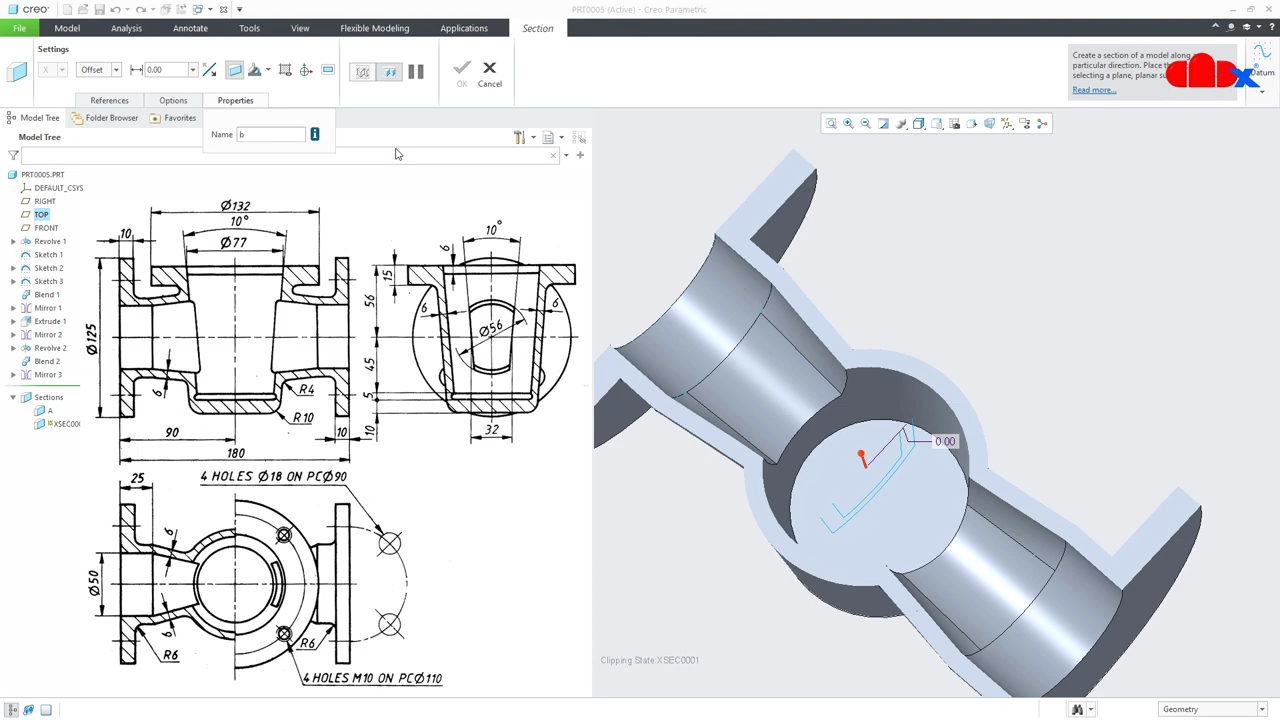 creo
PRT0005 (Active) - Creo Parametric
File Model Analysis Annotate Tools View Flexible Modeling Applications Section
Settings
X Offset 0.00
OK Cancel
Create a section of a model along a
particular direction. Place the
selecting a plane, planar su
Read more...
Datum
References Options Properties
Model Tree Folder Browser Favorites
Name b
Model Tree
PRT0005.PRT
DEFAULT_CSYS
RIGHT
TOP
FRONT
Revolve 1
Sketch 1
Sketch 2
Sketch 3
Blend 1
Mirror 1
Extrude 1
Mirror 2
Revolve 2
Blend 2
Mirror 3
Sections
A
XSEC000
Ø132
10°
Ø77
10
Ø125
6
R4
R10
90
10
180
10°
6
15
56
6
6
Ø56
45
5
10
32
25
4 HOLES Ø18 ON PCØ90
6
Ø50
6
R6
R6
4 HOLES M10 ON PCØ110
0.00
Clipping State:XSEC0001
Geometry